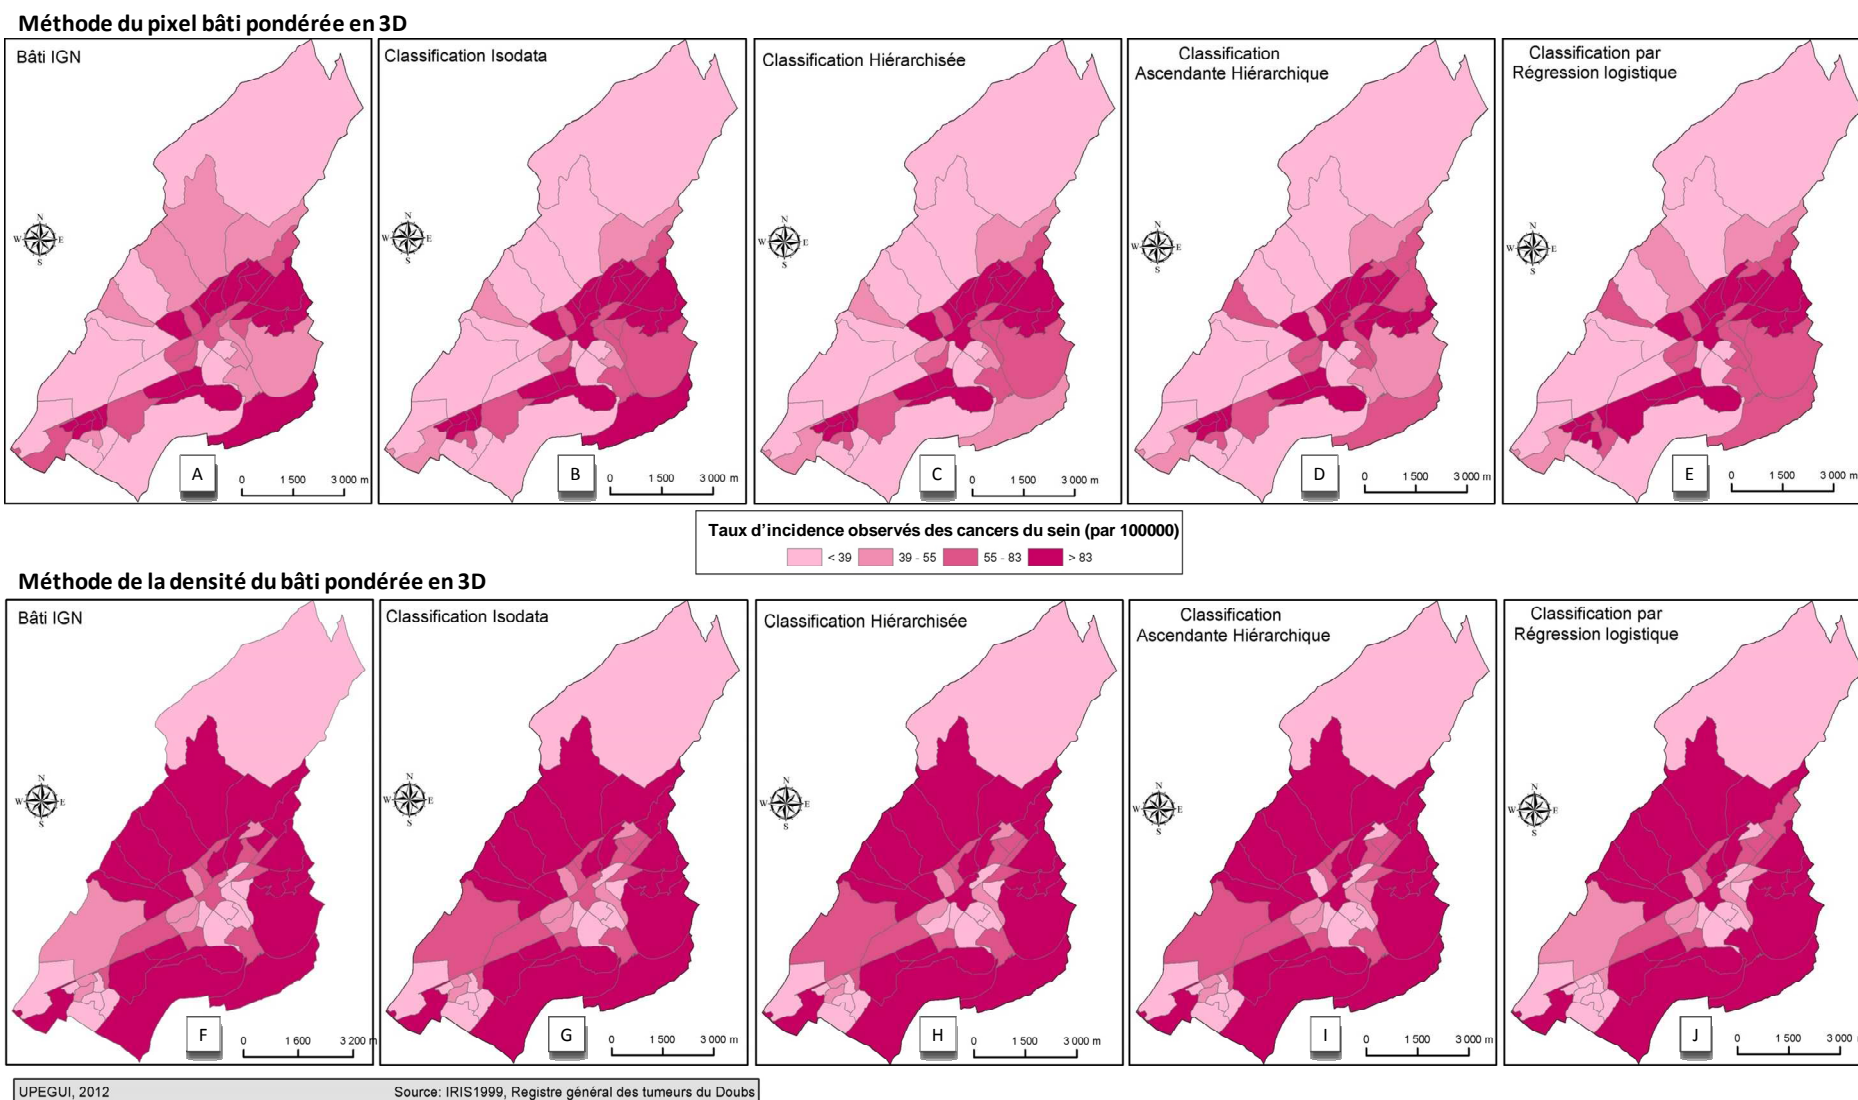 Méthode du pixel bâti pondérée en 3D
Bâti IGN
N
W E
S
A
0 1 500 3 000 m
Classification Isodata
N
W E
S
B
0 1 500 3 000 m
Classification Hiérarchisée
N
W E
S
C
0 1 500 3 000 m
Classification
Ascendante Hiérarchique
N
W E
S
D
0 1 500 3 000 m
Classification par
Régression logistique
N
W E
S
E
0 1 500 3 000 m
Taux d'incidence observés des cancers du sein (par 100000)
< 39 39 - 55 55 - 83 > 83
Méthode de la densité du bâti pondérée en 3D
Bâti IGN
N
W E
S
F
0 1 600 3 200 m
Classification Isodata
N
W E
S
G
0 1 500 3 000 m
Classification Hiérarchisée
N
W E
S
H
0 1 500 3 000 m
Classification
Ascendante Hiérarchique
N
W E
S
I
0 1 500 3 000 m
Classification par
Régression logistique
N
W E
S
J
0 1 500 3 000
UPEGUI, 2012 Source: IRIS1999, Registre général des tumeurs du Doubs